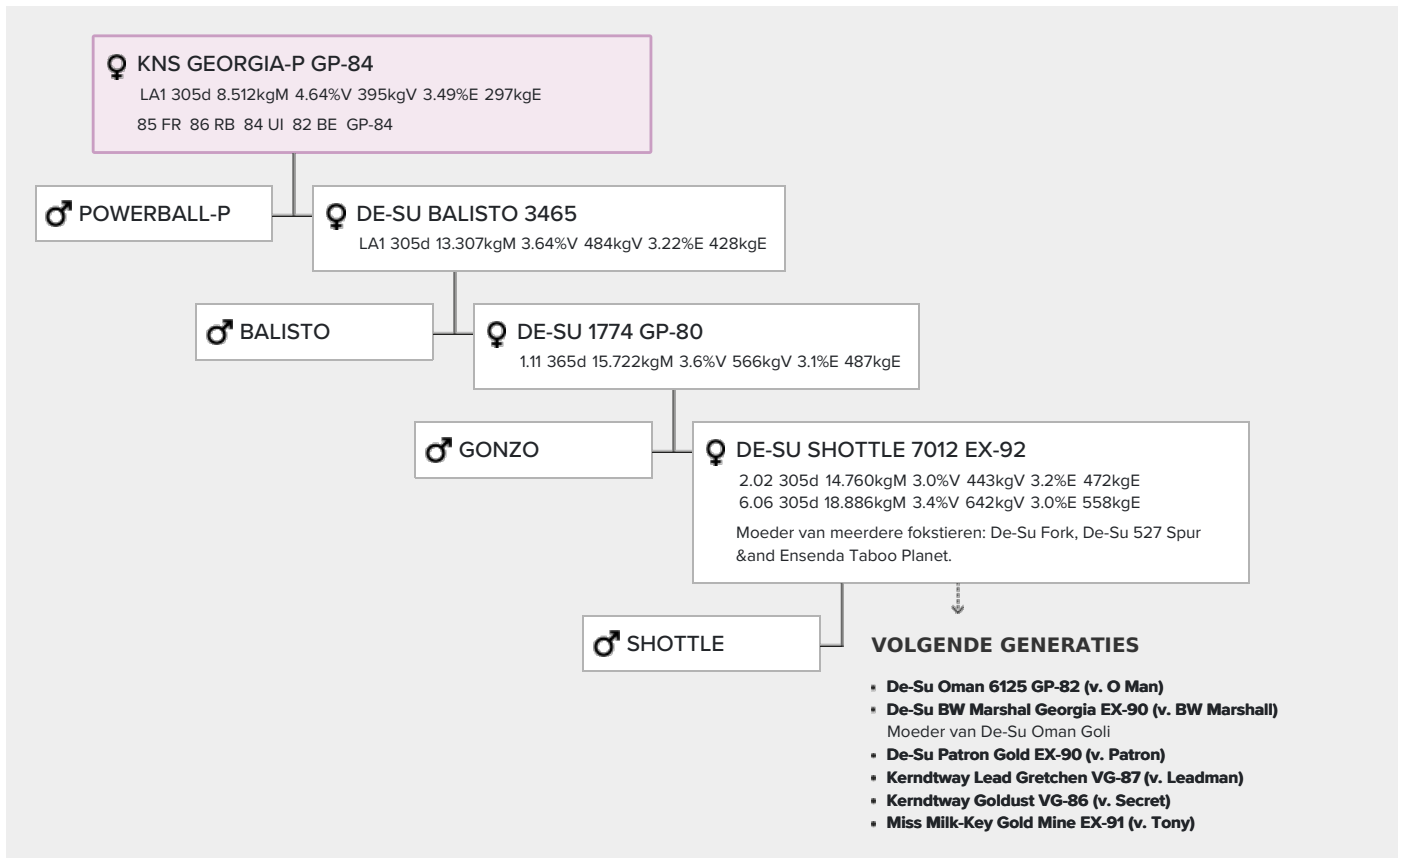 KNS GEORGIA-P GP-84
LA1 305d 8.512kgM 4.64%V 395kgV 3.49%E 297kgE
85 FR 86 RB 84 UI 82 BE GP-84
POWERBALL-P
DE-SU BALISTO 3465
LA1 305d 13.307kgM 3.64%V 484kgV 3.22%E 428kgE
BALISTO
DE-SU 1774 GP-80
1.11 365d 15.722kgM 3.6%V 566kgV 3.1%E 487kgE
GONZO
DE-SU SHOTTLE 7012 EX-92
2.02 305d 14.760kgM 3.0%V 443kgV 3.2%E 472kgE
6.06 305d 18.886kgM 3.4%V 642kgV 3.0%E 558kgE
Moeder van meerdere fokstieren: De-Su Fork, De-Su 527 Spur
&and Ensenda Taboo Planet.
SHOTTLE
VOLGENDE GENERATIES
De-Su Oman 6125 GP-82 (v. O Man)
De-Su BW Marshal Georgia EX-90 (v. BW Marshall)
Moeder van De-Su Oman Goli
De-Su Patron Gold EX-90 (v. Patron)
Kerndtway Lead Gretchen VG-87 (v. Leadman)
Kerndtway Goldust VG-86 (v. Secret)
Miss Milk-Key Gold Mine EX-91 (v. Tony)